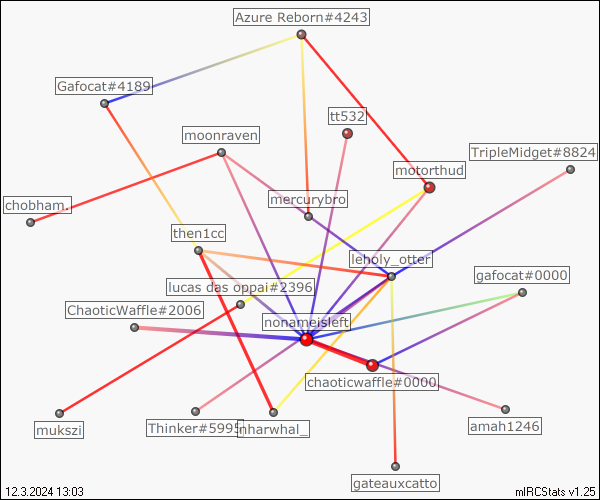 Azure Reborn#4243
Gafocat#4189
tt532
moonraven
TripleMidget#8824
motorthud
mercurybro
chobham.
then1cc
leholy_otter
gafocat#0000
lucas das oppai#2396
ChaoticWaffle#2006
nonameisleft
chaoticwaffle#0000
mukszi
Thinker#5995
nharwhal_
amah1246
gateauxcatto
12.3.2024 13:03
mIRCStats v1.25